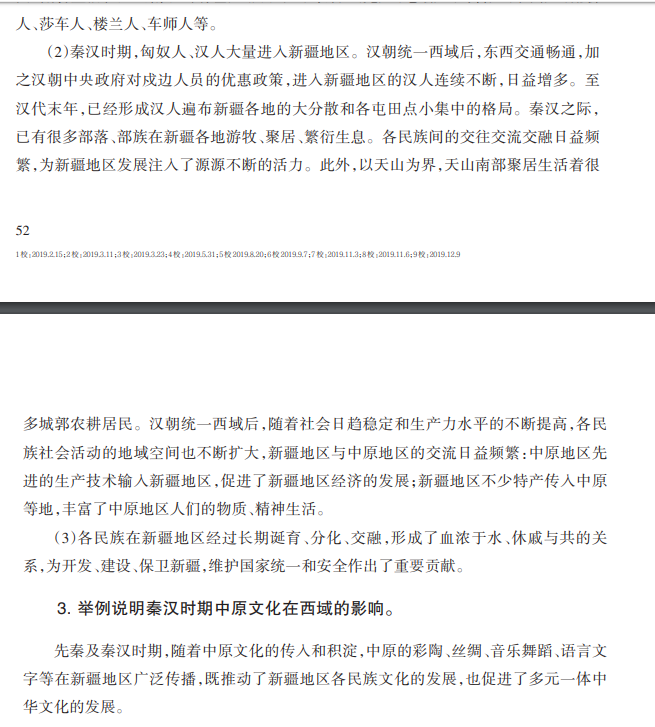 人、莎车人、楼兰人、车师人等。
(2)秦汉时期,匈奴人、汉人大量进入新疆地区。汉朝统一西域后,东西交通畅通,加
之汉朝中央政府对戍边人员的优惠政策,进入新疆地区的汉人连续不断,日益增多。至
汉代末年,已经形成汉人遍布新疆各地的大分散和各屯田点小集中的格局。秦汉之际,
已有很多部落、部族在新疆各地游牧、聚居、繁衍生息。各民族间的交往交流交融日益频
繁,为新疆地区发展注入了源源不断的活力。此外,以天山为界,天山南部聚居生活着很
52
1校:2019.2.15;2校:2019.3.11;3校:2019.3.23;4校:2019.5.31;5校2019.8.20;6校2019.9.7;7校:2019.11.3;8校:2019.11.6;9校:2019.12.9
多城郭农耕居民。汉朝统一西域后,随着社会日趋稳定和生产力水平的不断提高,各民
族社会活动的地域空间也不断扩大,新疆地区与中原地区的交流日益频繁:中原地区先
进的生产技术输入新疆地区,促进了新疆地区经济的发展;新疆地区不少特产传入中原
等地,丰富了中原地区人们的物质、精神生活。
(3)各民族在新疆地区经过长期诞育、分化、交融,形成了血浓于水、休戚与共的关
系,为开发、建设、保卫新疆,维护国家统一和安全作出了重要贡献。
3. 举例说明秦汉时期中原文化在西域的影响。
先秦及秦汉时期,随着中原文化的传入和积淀,中原的彩陶、丝绸、音乐舞蹈、语言文
字等在新疆地区广泛传播,既推动了新疆地区各民族文化的发展,也促进了多元一体中
华文化的发展。